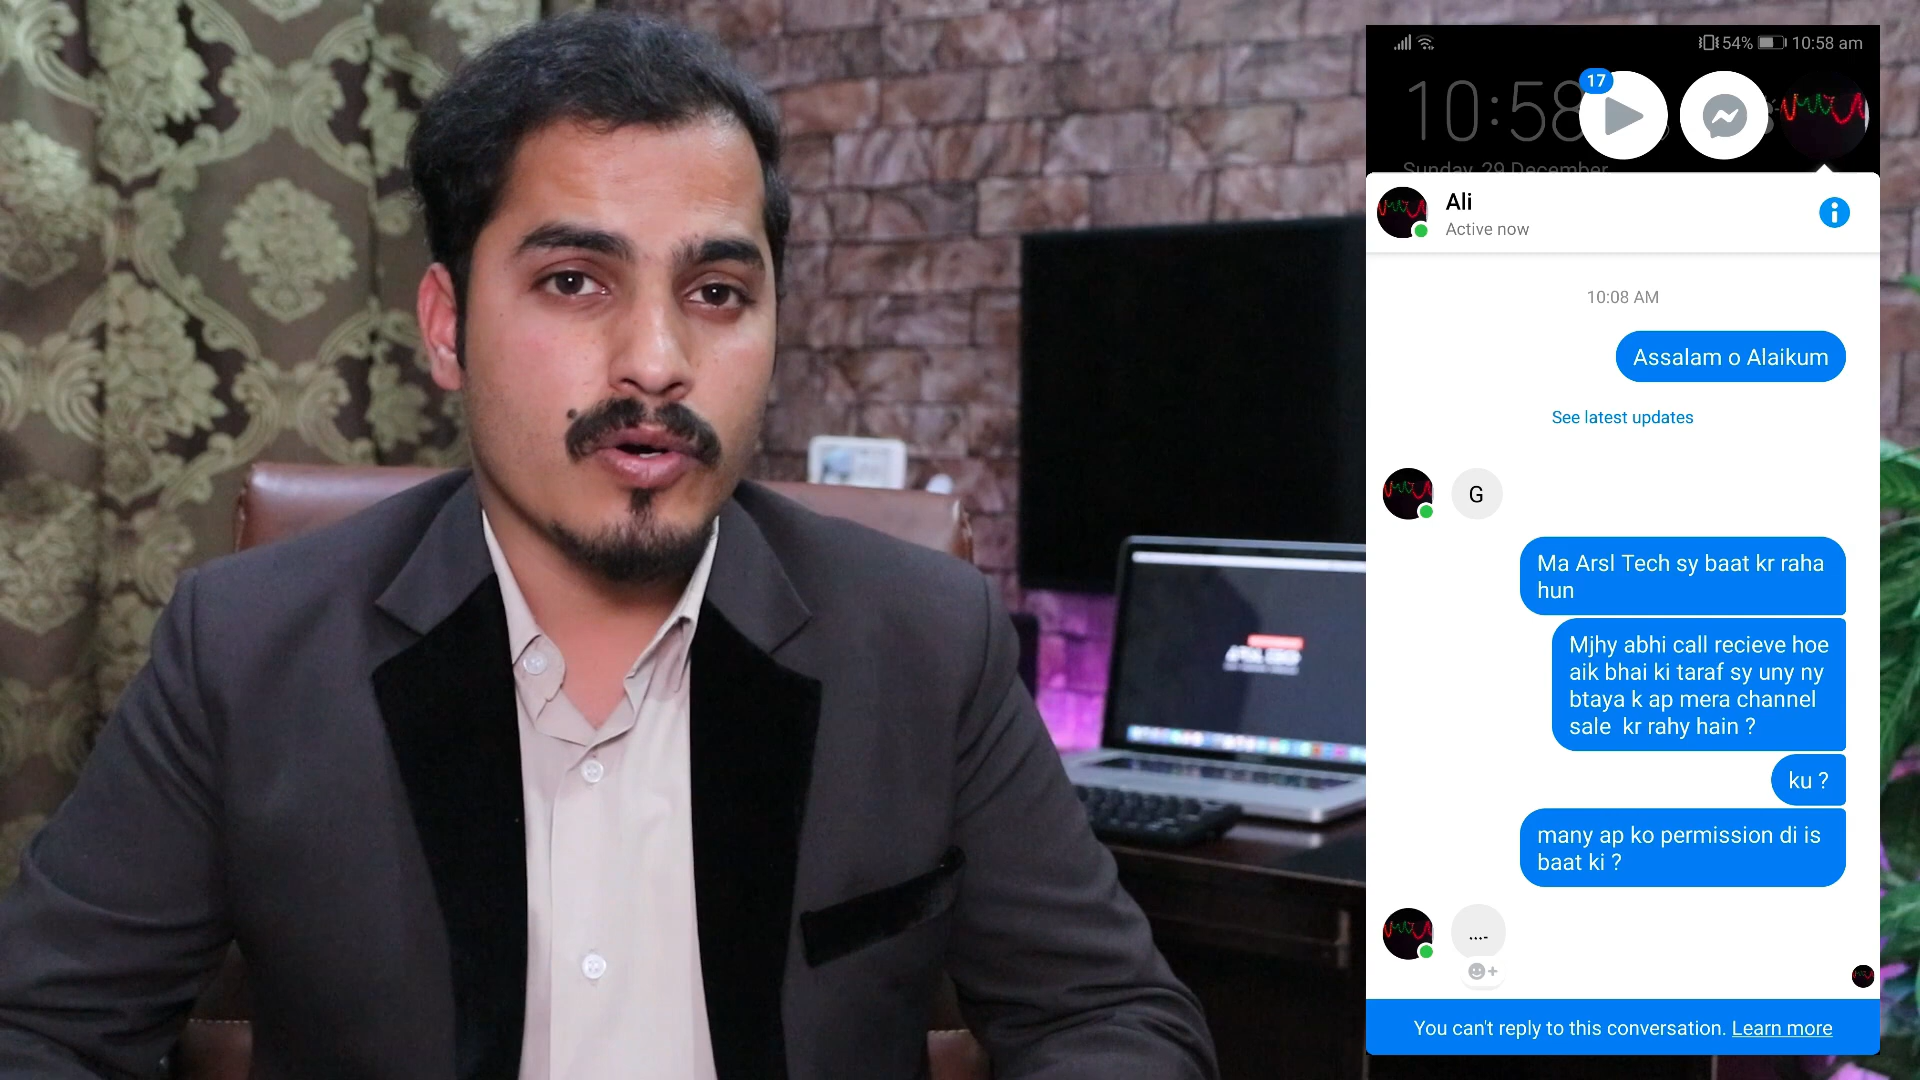 54% 10:58 am
10:58
17
Sunday, 29 December
Ali
Active now
10:08 AM
Assalam o Alaikum
See latest updates
G
Ma Arsl Tech sy baat kr raha
hun
Mjhy abhi call recieve hoe
aik bhai ki taraf sy uny ny
btaya k ap mera channel
sale kr rahy hain ?
ku ?
many ap ko permission di is
baat ki ?
....
You can't reply to this conversation. Learn more